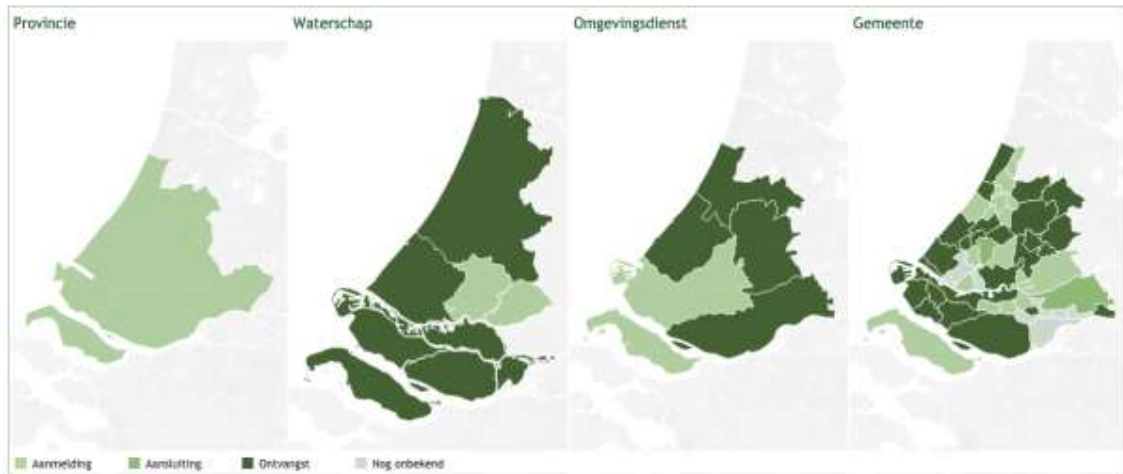 Provincie
Waterschap
Omgevingsdienst
Gemeente
Aanmelding
Aansluiting
Ontvangst
Nog onbekend